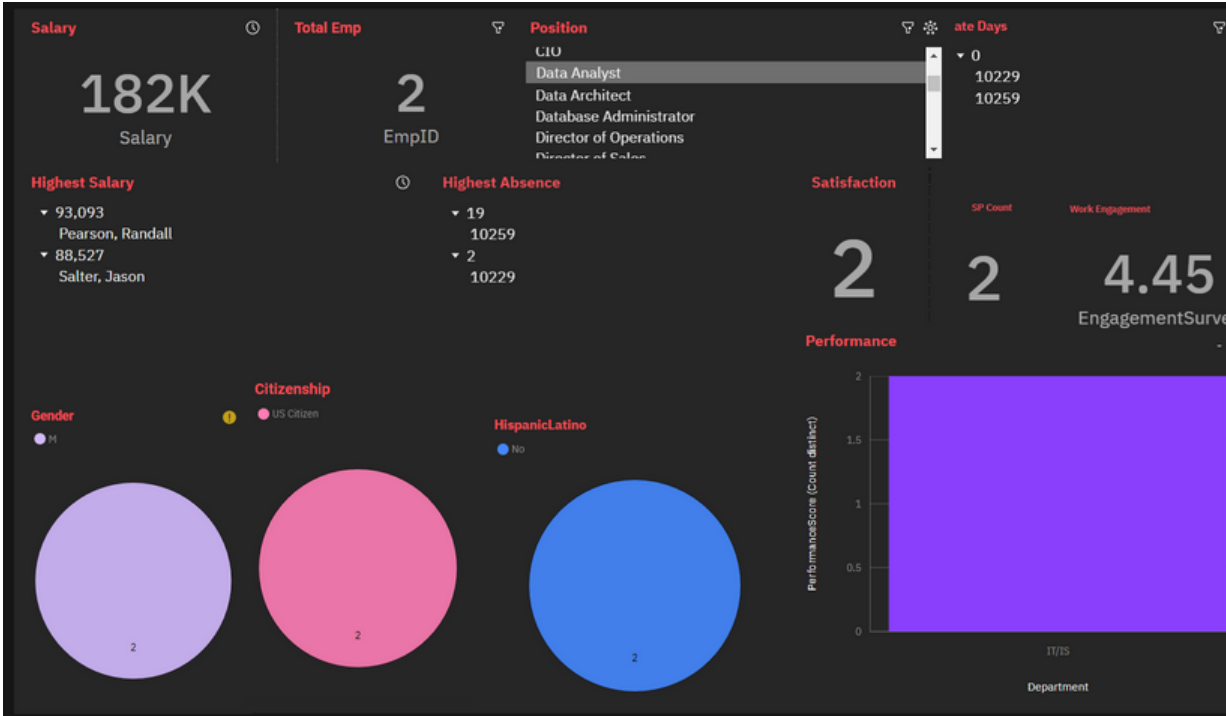 Salary
182K
Salary
Total Emp
2
EmpID
Position
CIO
Data Analyst
Data Architect
Database Administrator
Director of Operations
Director of Sales
ate Days
0
10229
10259
Highest Salary
93,093
Pearson, Randall
88,527
Salter, Jason
Highest Absence
19
10259
2
10229
Satisfaction
2
SP Count
2
Work Engagement
4.45
EngagementSurve
Gender
M
2
Citizenship
US Citizen
2
HispanicLatino
No
2
Performance
PerformanceScore (Count distinct)
2
1.5
1
0.5
0
IT/IS
Department